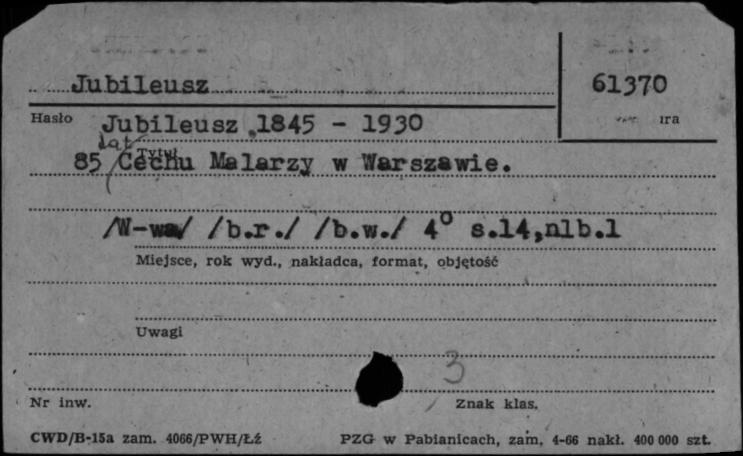 Jubileusz
61370
Hasło
Jubileusz 1845 - 1930
lat
85 Cechu Malarzy w Warszawie.
Tytuł
/W-wa/ /b.r./ /b.w./ 4° s.14,nlb.1
Miejsce, rok wyd., nakładca, format, objętość
Uwagi
3
Nr inw.
Znak klas.
CWD/B-15a zam. 4066/PWH/Łź
PZG w Pabianicach, zam. 4-66 nakł. 400 000 szt.